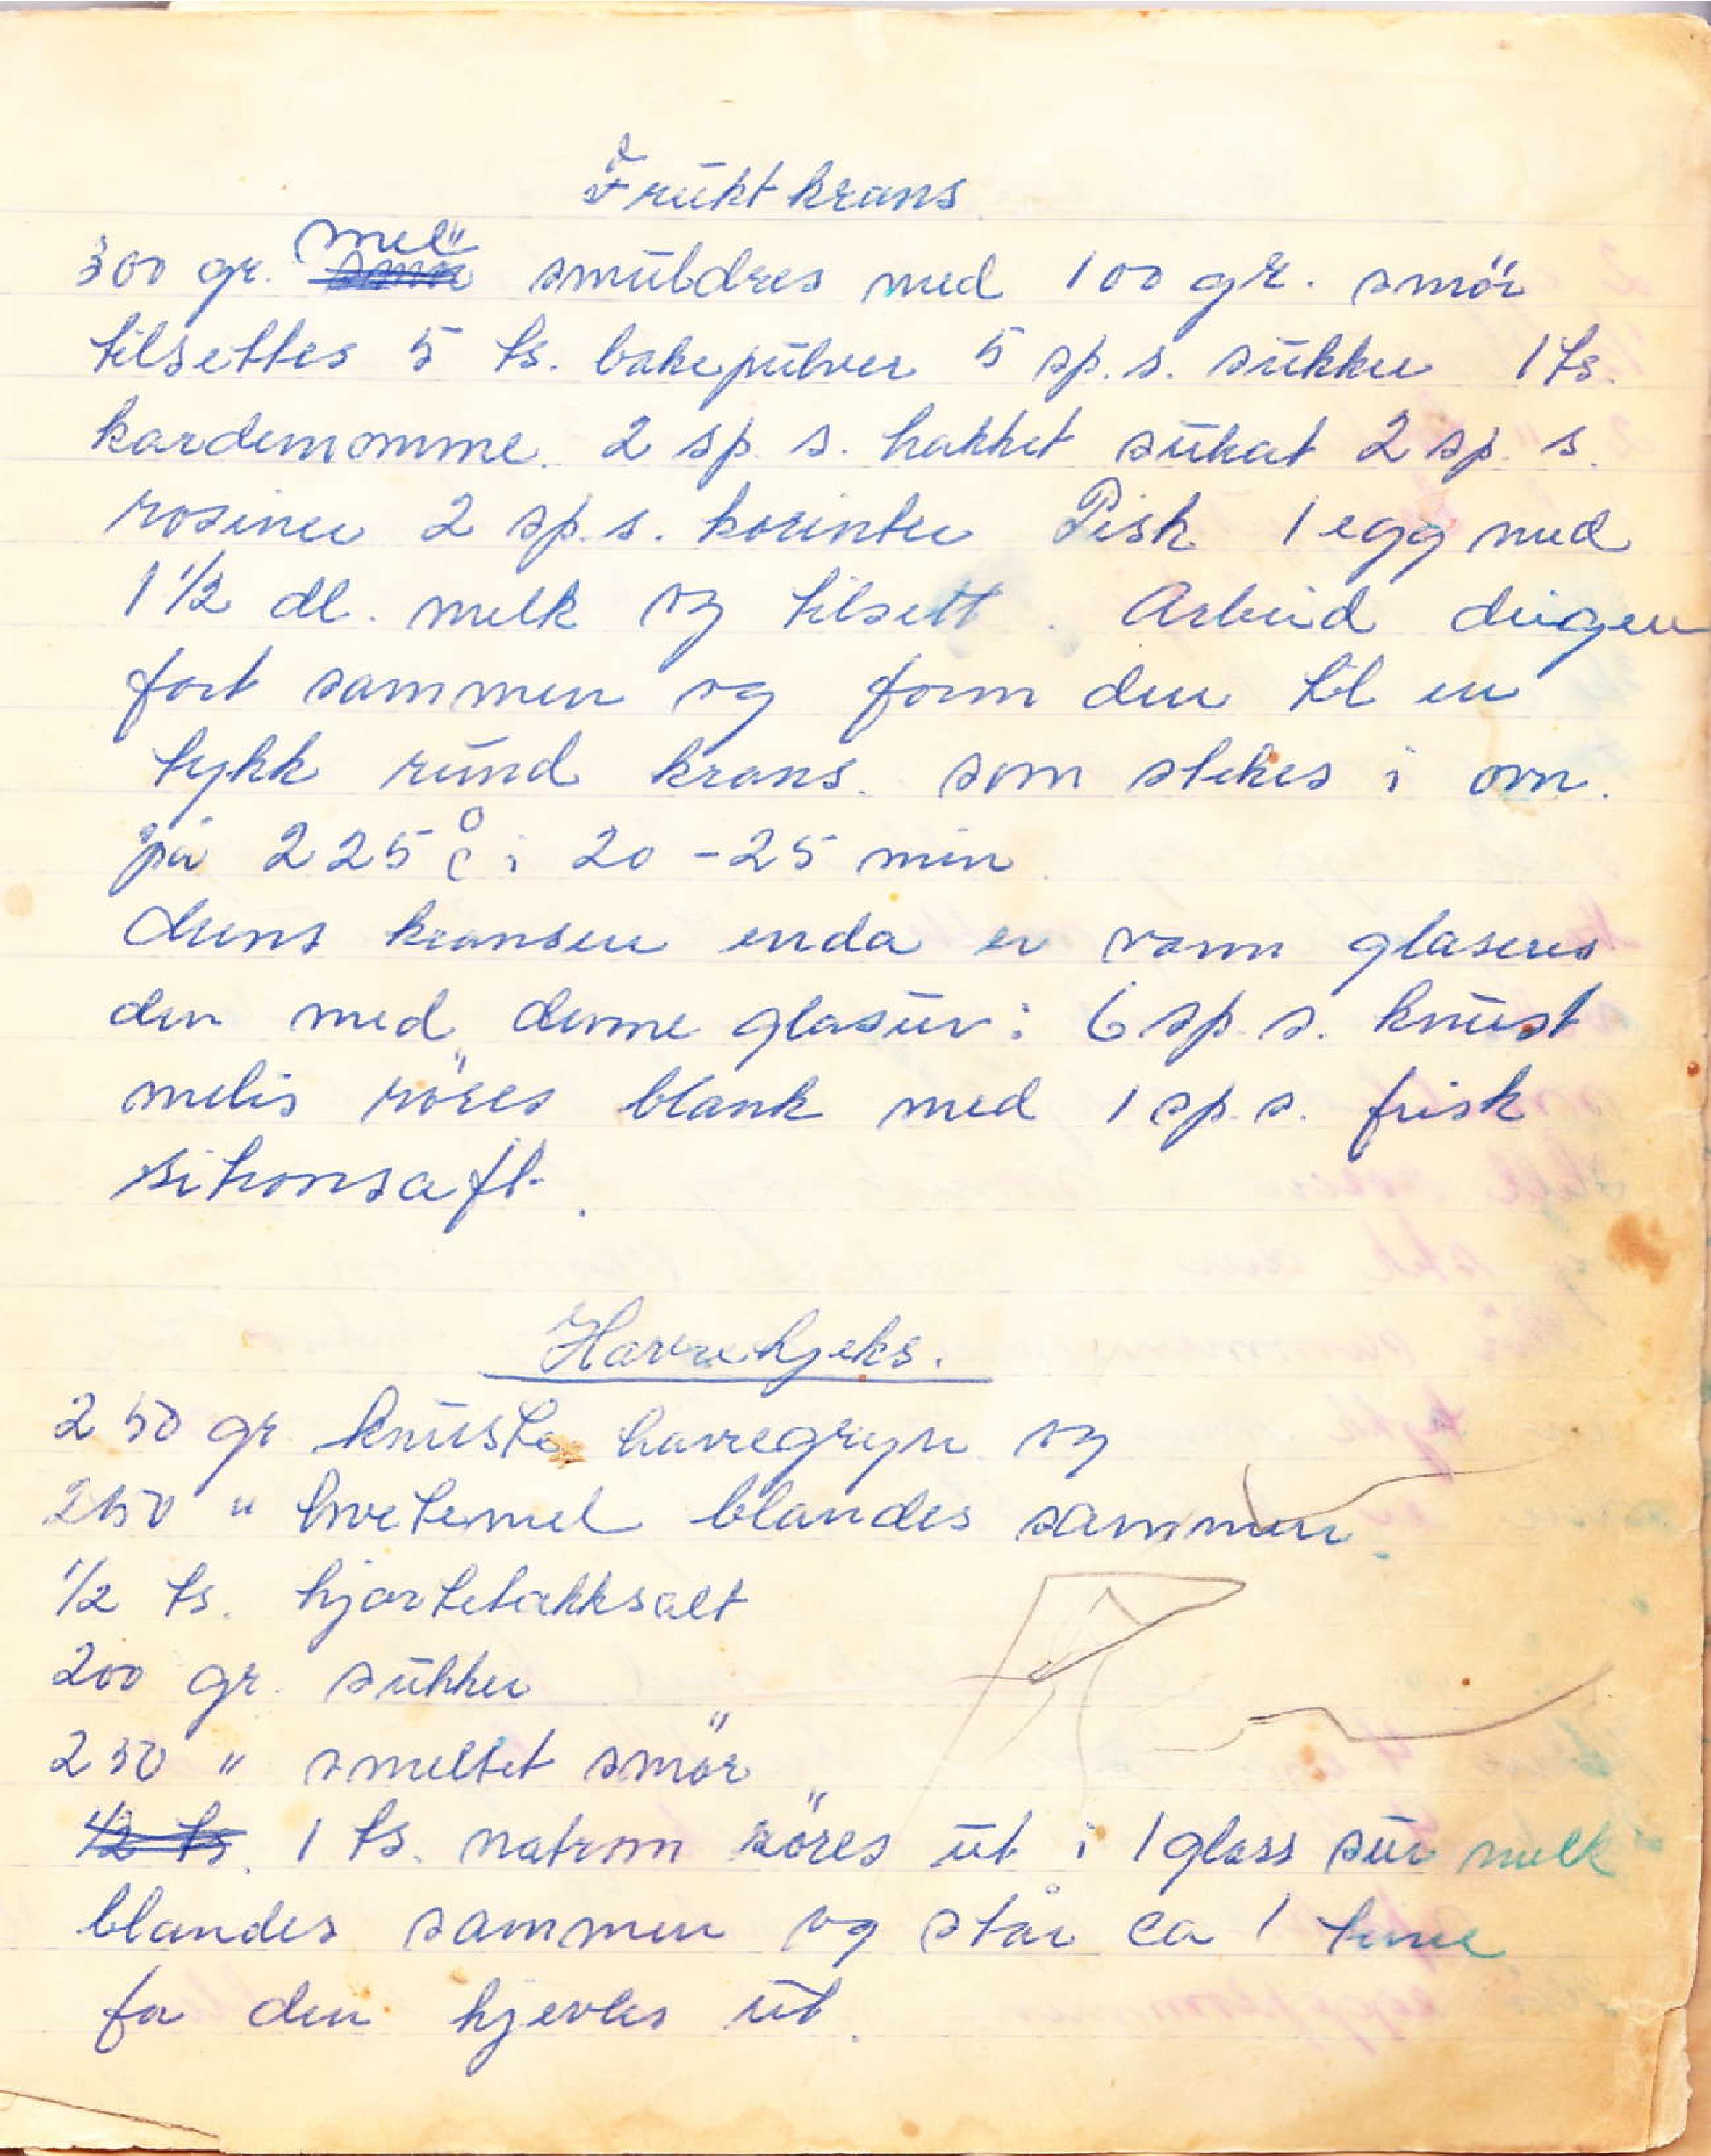 Fruktkrans.
300 gr. mel smuldres med 100 gr. smör
tilsettes 5 ts. bakepulver 5 sp.s. sukker 1 ts.
kardemomme. 2 sp. s. hakket sukat 2 sp. s.
rosiner 2 sp.s. korinter Pisk 1 egg med
1 1/2 dl. melk og tilsett. Arbeid deigen
fort sammen og form den til en
tykk rund krans. som stekes i ovn.
på 225°C i 20-25 min.
Mens kransen enda er varm glaseres
den med denne glasur: 6 sp. s. knust
melis röres blank med 1 sp. s. frisk
sitronsaft.
Havrekjeks.
250 gr knuste havregryn og
250 " hvetemel blandes sammen.
1/2 ts. hjortetakksalt
200 gr. sukker
250 " smeltet smör
1/2 ts. 1 ts. natron röres ut i 1 glass sur melk
blandes sammen og står ca 1 time
før den kjevles ut.